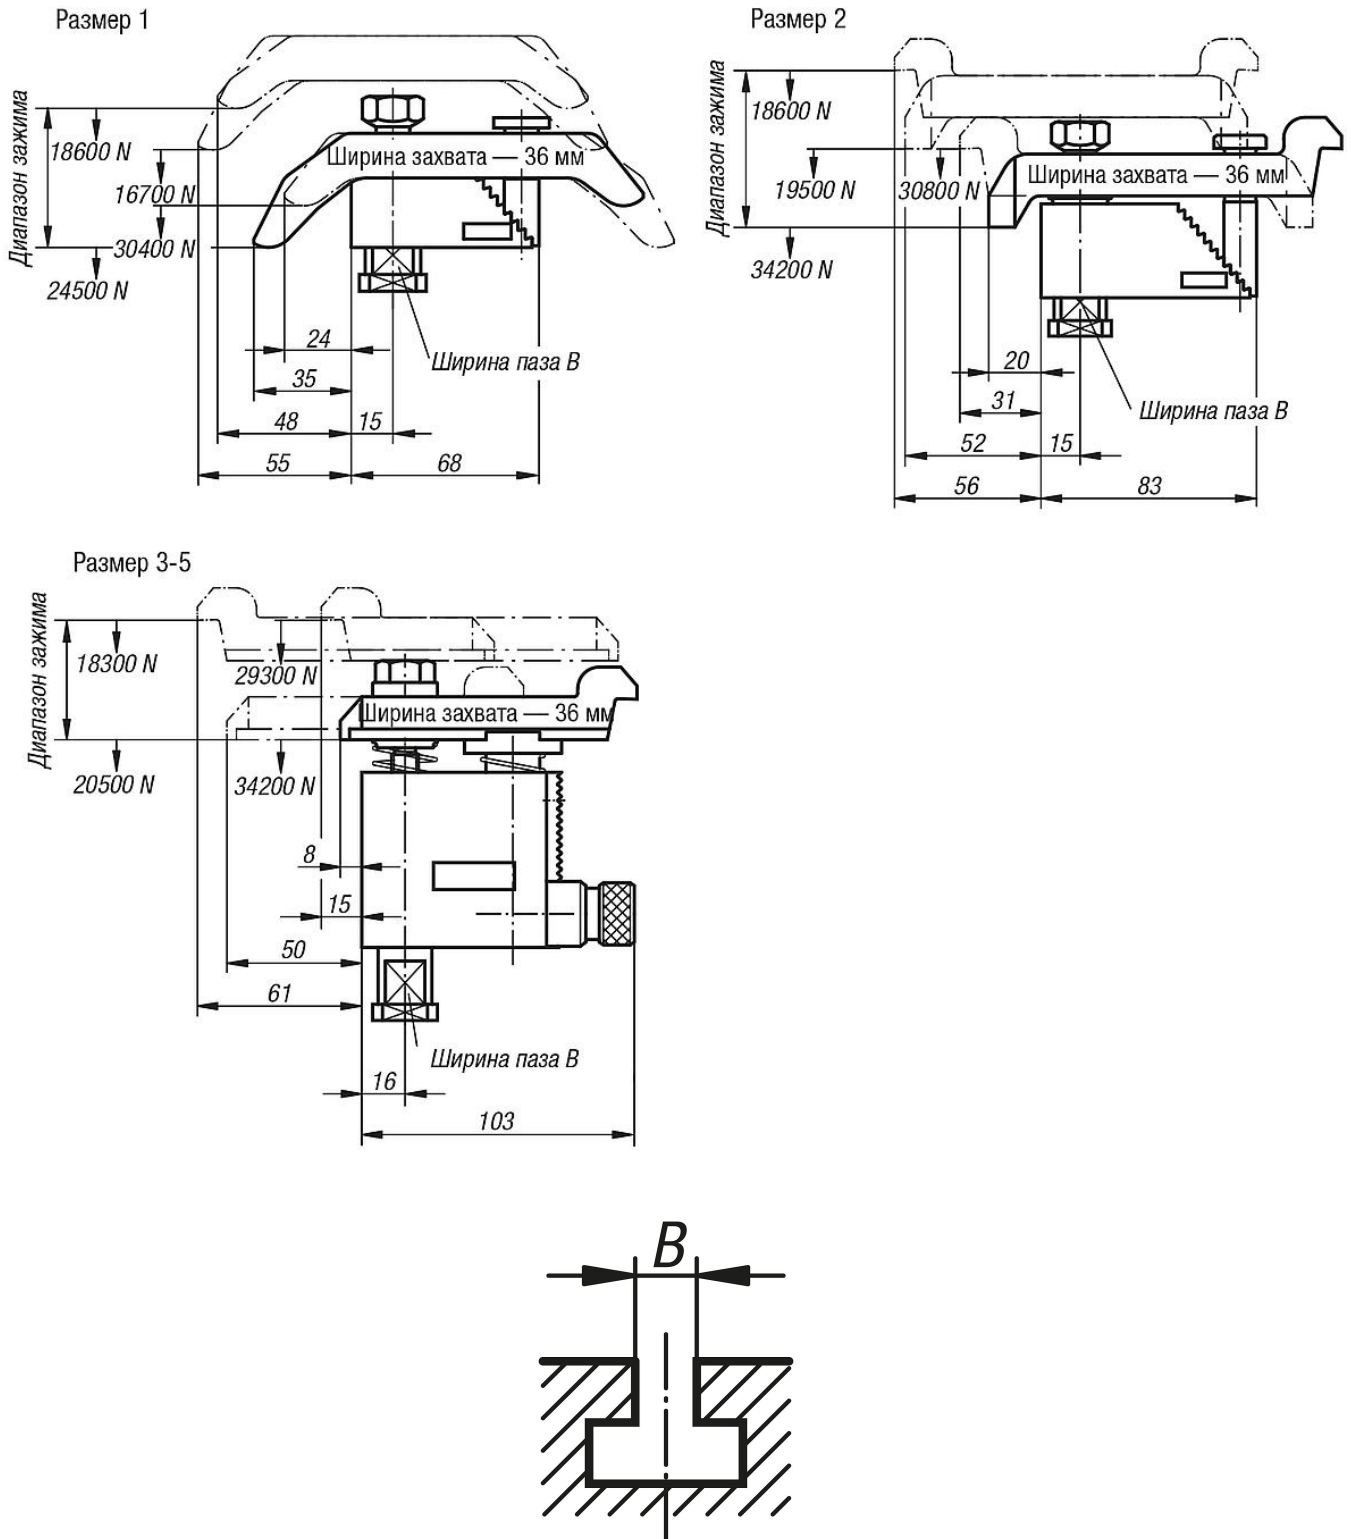 Размер 1
Диапазон зажима
18600 N
16700 N
30400 N
24500 N
Ширина захвата — 36 мм
Ширина паза B
24
35
48
15
55
68
Размер 2
Диапазон зажима
18600 N
19500 N
30800 N
34200 N
Ширина захвата — 36 мм
Ширина паза B
20
31
52
15
56
83
Размер 3-5
Диапазон зажима
18300 N
29300 N
20500 N
34200 N
Ширина захвата — 36 мм
8
15
50
61
Ширина паза B
16
103
B